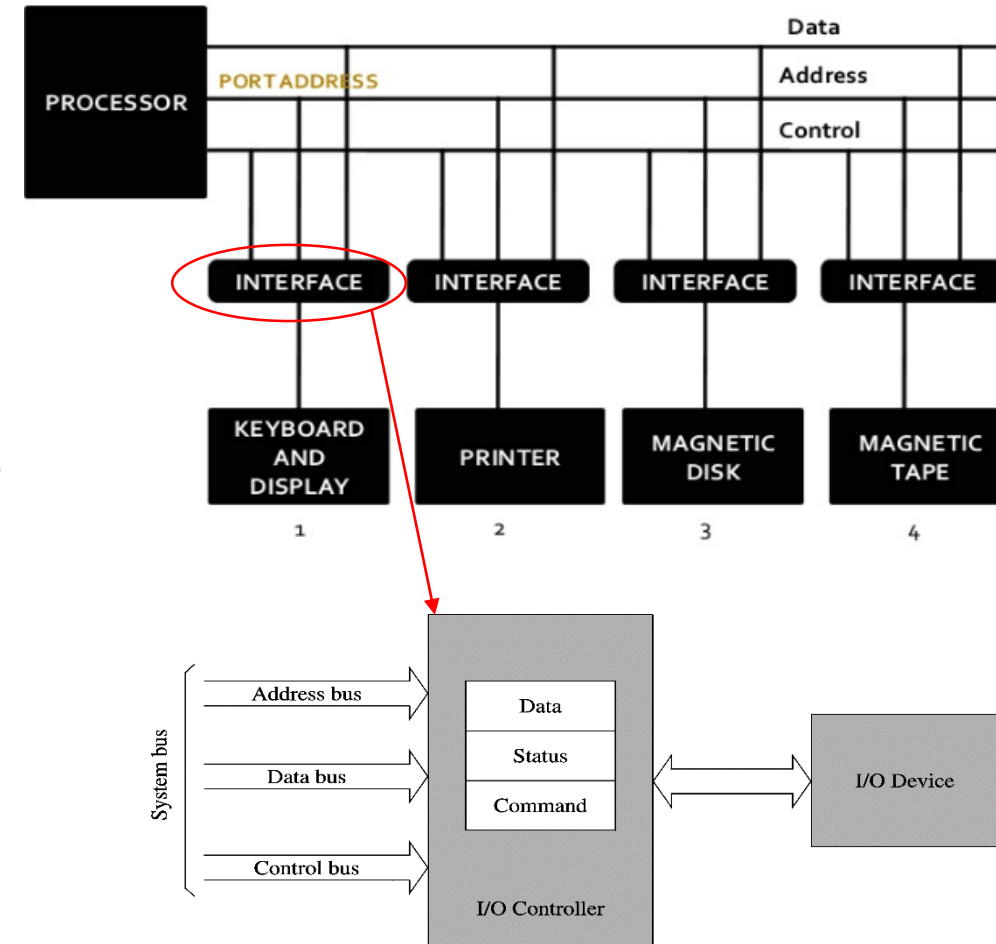 Data
PORT ADDRESS
Address
PROCESSOR
Control
INTERFACE
INTERFACE
INTERFACE
INTERFACE
KEYBOARD
AND
DISPLAY
PRINTER
MAGNETIC
DISK
MAGNETIC
TAPE
1
2
3
4
System bus
Address bus
Data bus
Control bus
Data
Status
Command
I/O Controller
I/O Device